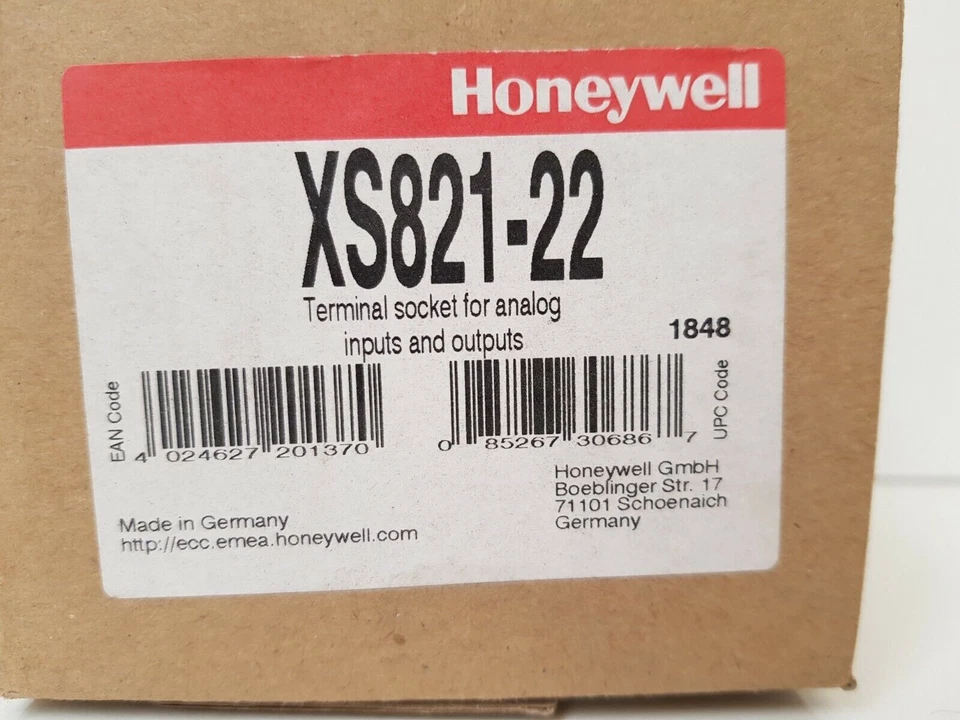 Honeywell
XS821-22
Terminal socket for analog
inputs and outputs
1848
EAN Code
4 024627 201370
0 85267 30686 7
UPC Code
Honeywell GmbH
Boeblinger Str. 17
71101 Schoenaich
Germany
Made in Germany
http://ecc.emea.honeywell.com